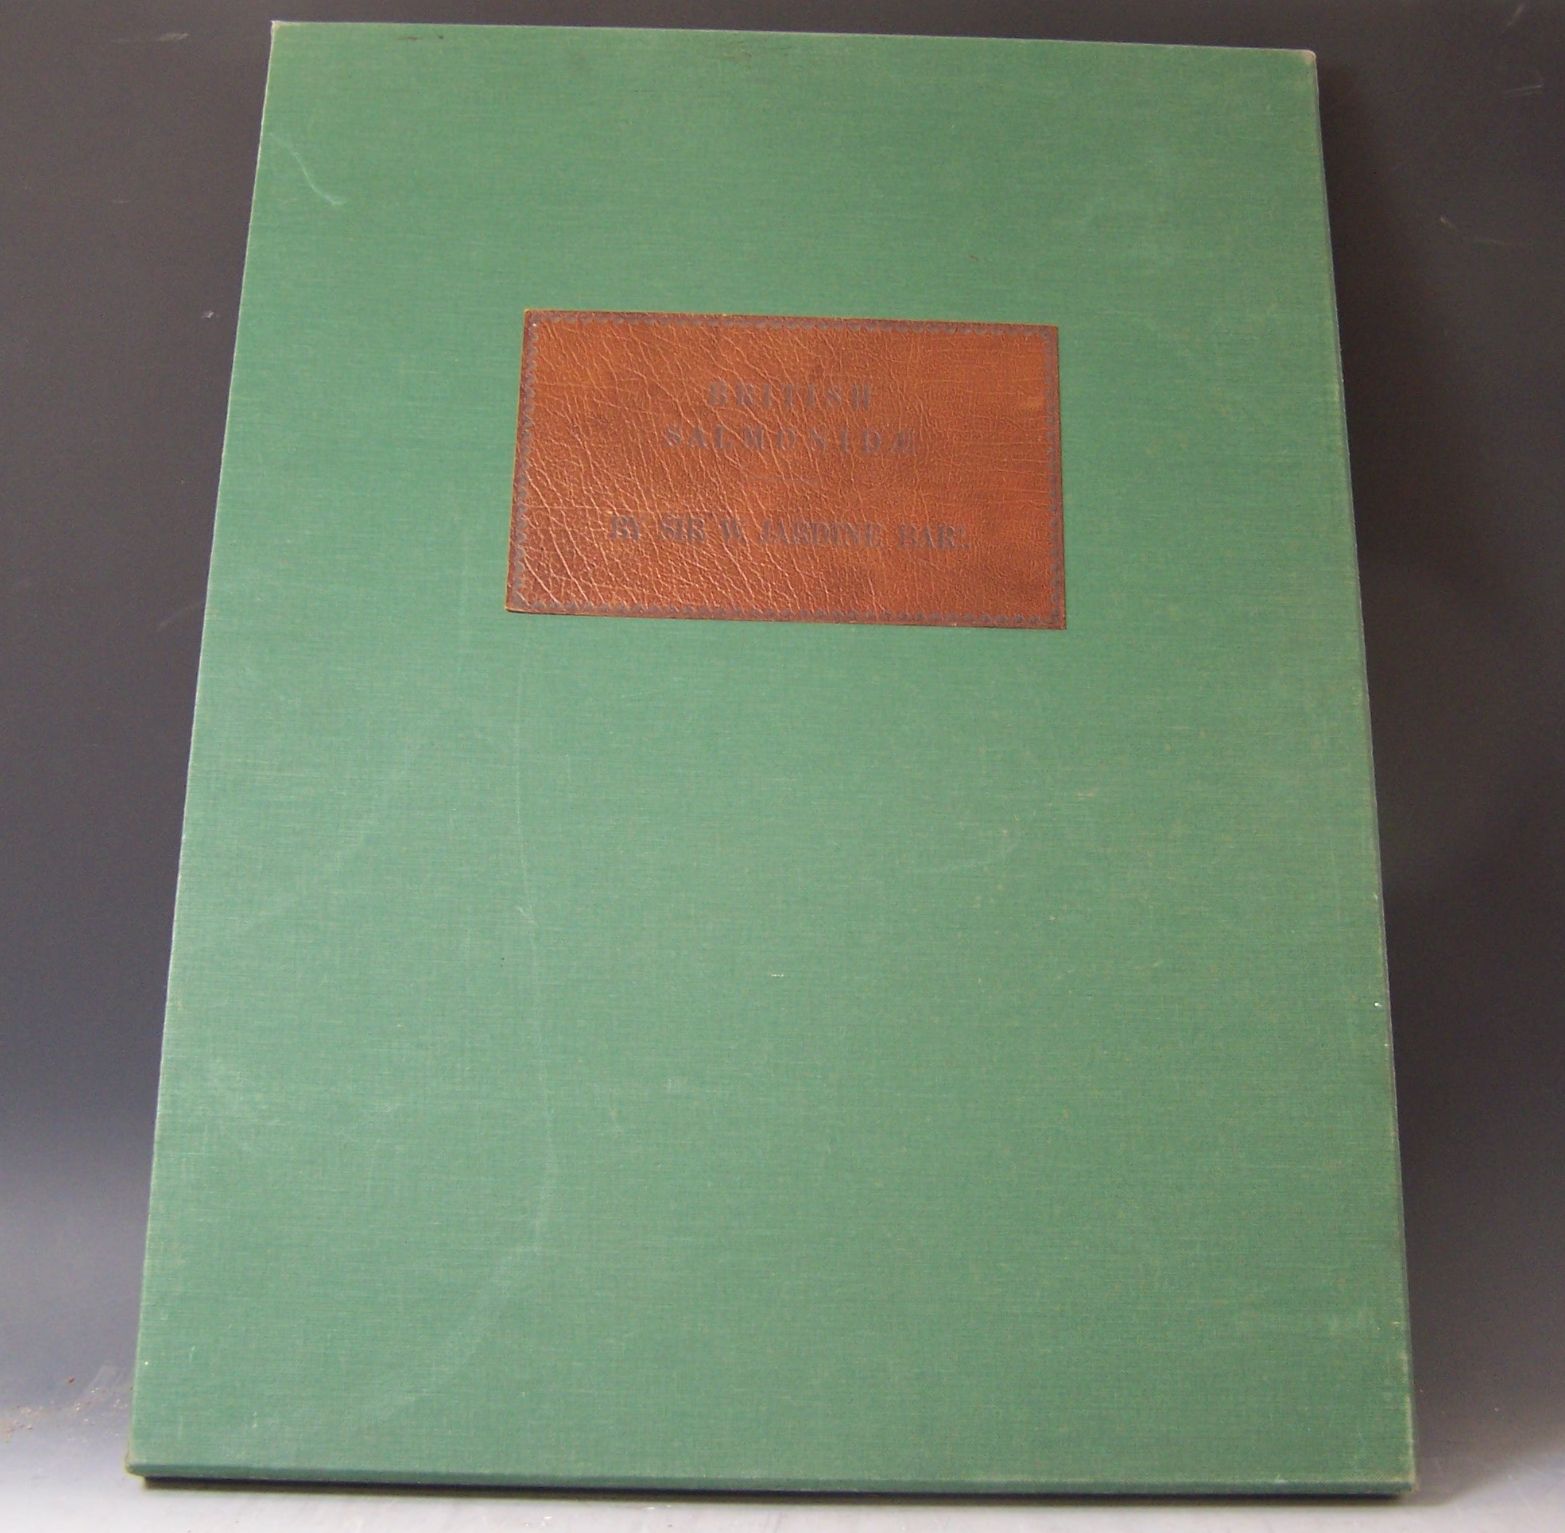 BRITISH
SALMONIDÆ
BY SIR W. JARDINE BART.